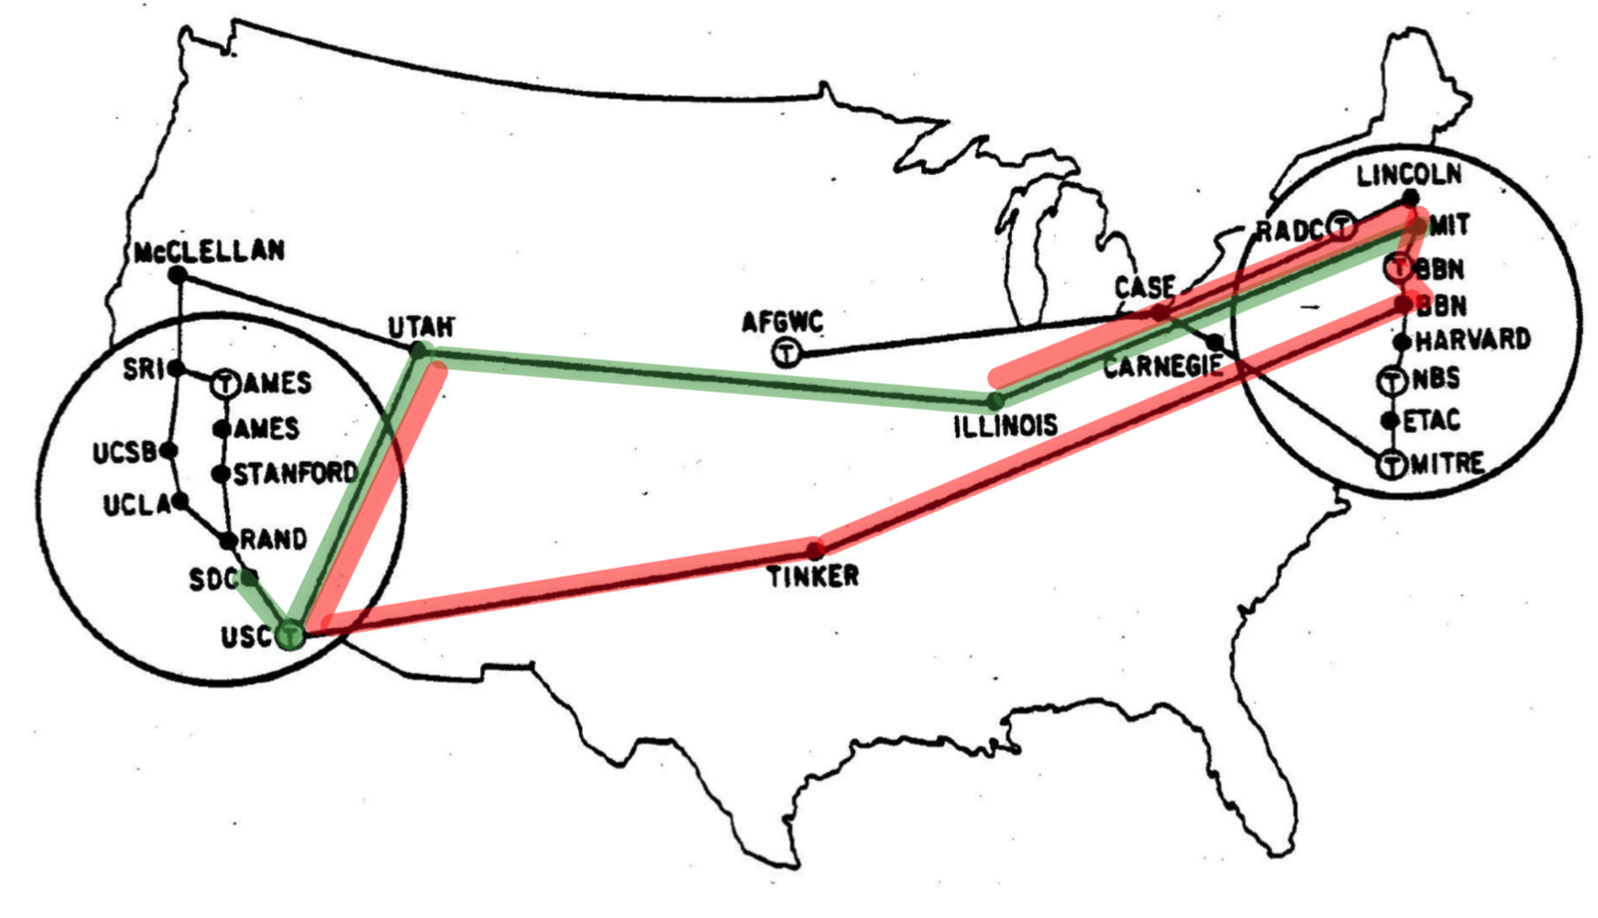 LINCOLN
RADC T
MIT
McCLELLAN
T BBN
CASE
BBN
AFGWC
UTAH
T
HARVARD
SRI
T AMES
CARNEGIE
T NBS
AMES
ILLINOIS
ETAC
UCSB
STANFORD
T MITRE
UCLA
RAND
SDC
TINKER
USC T